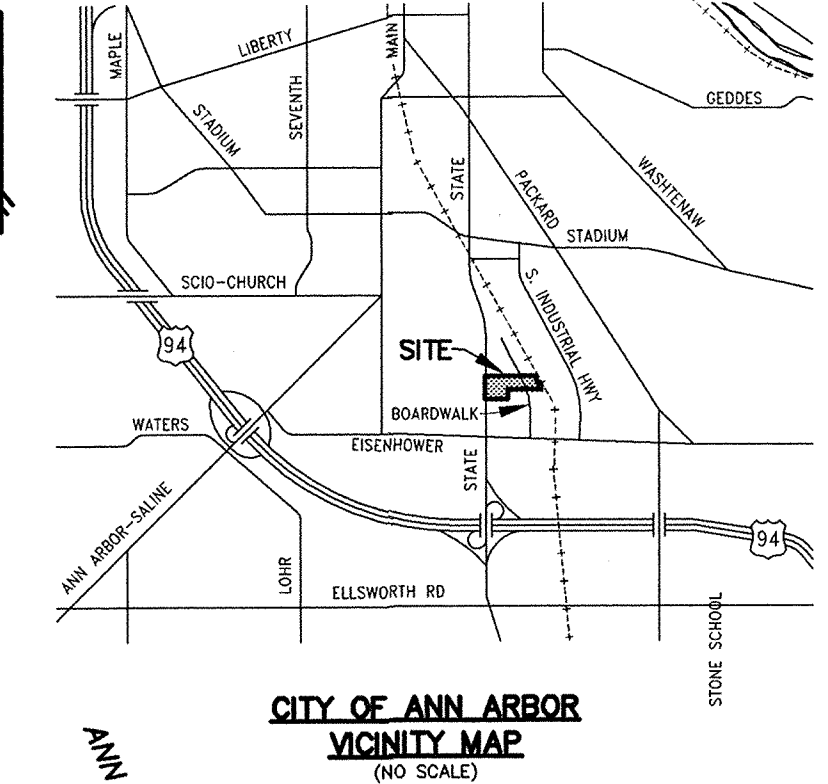 MAPLE
LIBERTY
MAIN
SEVENTH
STADIUM
GEDDES
STATE
PACKARD
WASHTENAW
STADIUM
SCIO-CHURCH
S. INDUSTRIAL HWY
94
SITE
BOARDWALK
WATERS
EISENHOWER
STATE
ANN ARBOR-SALINE
94
LOHR
ELLSWORTH RD
STONE SCHOOL
CITY OF ANN ARBOR
VICINITY MAP
(NO SCALE)
ANN